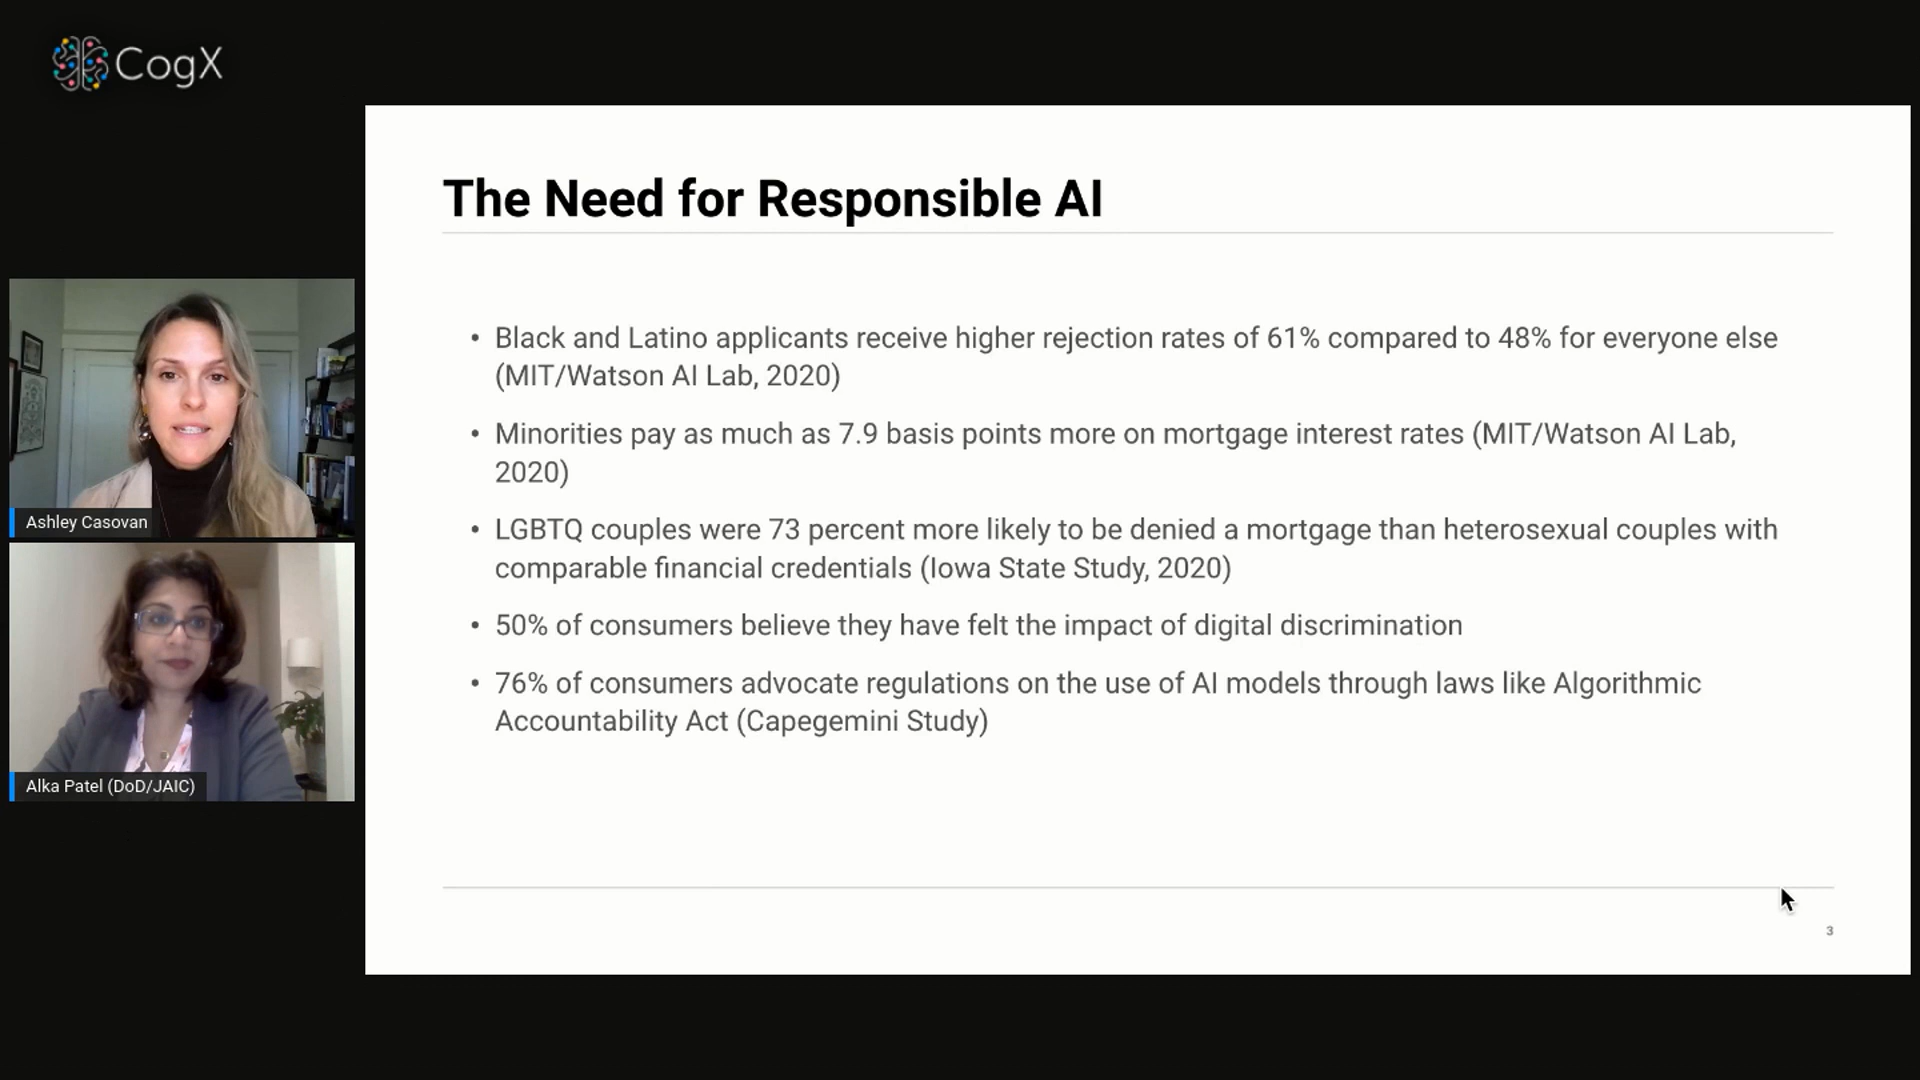 CogX
The Need for Responsible AI
• Black and Latino applicants receive higher rejection rates of 61% compared to 48% for everyone else
(MIT/Watson AI Lab, 2020)
• Minorities pay as much as 7.9 basis points more on mortgage interest rates (MIT/Watson AI Lab,
2020)
• LGBTQ couples were 73 percent more likely to be denied a mortgage than heterosexual couples with
comparable financial credentials (Iowa State Study, 2020)
• 50% of consumers believe they have felt the impact of digital discrimination
• 76% of consumers advocate regulations on the use of AI models through laws like Algorithmic
Accountability Act (Capegemini Study)
3
Ashley Casovan
Alka Patel (DoD/JAIC)